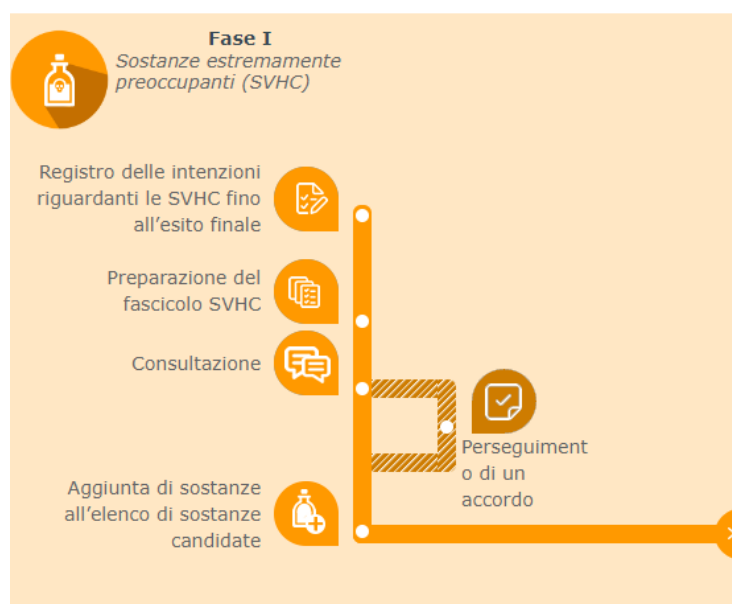 Fase I
Sostanze estremamente
preoccupanti (SVHC)
Registro delle intenzioni
riguardanti le SVHC fino
all'esito finale
Preparazione del
fascicolo SVHC
Consultazione
Perseguiment
o di un
accordo
Aggiunta di sostanze
all'elenco di sostanze
candidate